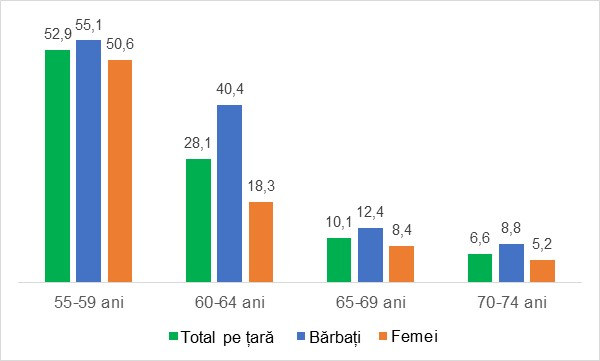 52,9 55,1 50,6
28,1 40,4 18,3
10,1 12,4 8,4
6,6 8,8 5,2
55-59 ani 60-64 ani 65-69 ani 70-74 ani
Total pe țară Bărbați Femei